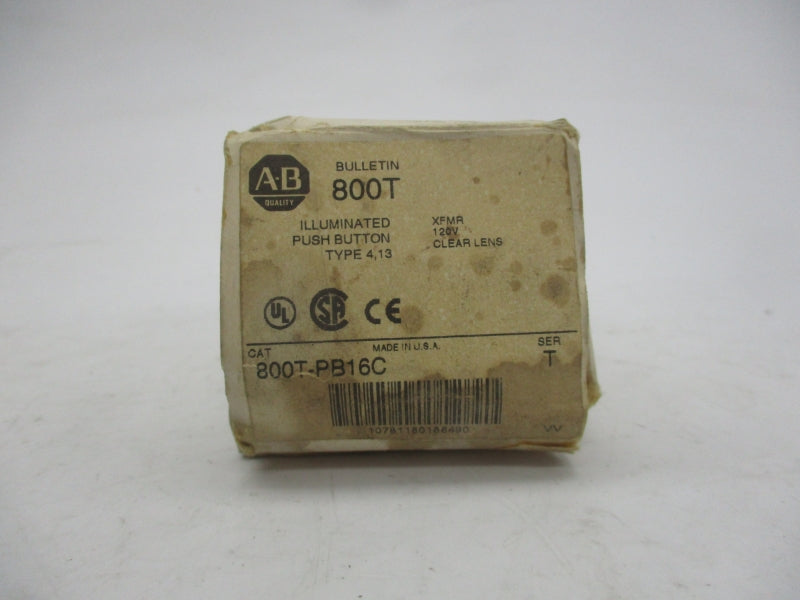 A-B
QUALITY
BULLETIN
800T
ILLUMINATED
PUSH BUTTON
TYPE 4,13
XFMR
120V
CLEAR LENS
UL
SA
CE
CAT
MADE IN U.S.A.
SER
800T-PB16C
T